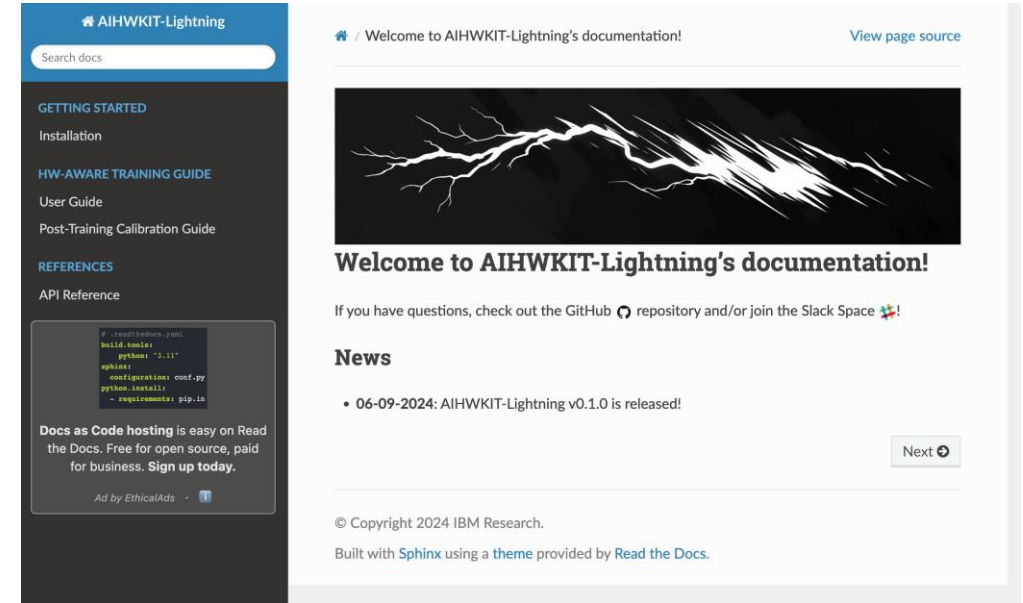 AIHWKIT-Lightning
Search docs
GETTING STARTED
Installation
HW-AWARE TRAINING GUIDE
User Guide
Post-Training Calibration Guide
REFERENCES
API Reference
# .readthedocs.yaml
build.tools:
python: "3.11"
sphinx:
configuration: conf.py
python.install:
- requirements: pip.in
Docs as Code hosting is easy on Read
the Docs. Free for open source, paid
for business. Sign up today.
Ad by EthicalAds ·
/ Welcome to AIHWKIT-Lightning's documentation!
View page source
Welcome to AIHWKIT-Lightning's documentation!
If you have questions, check out the GitHub repository and/or join the Slack Space !
News
• 06-09-2024: AIHWKIT-Lightning v0.1.0 is released!
Next
© Copyright 2024 IBM Research.
Built with Sphinx using a theme provided by Read the Docs.